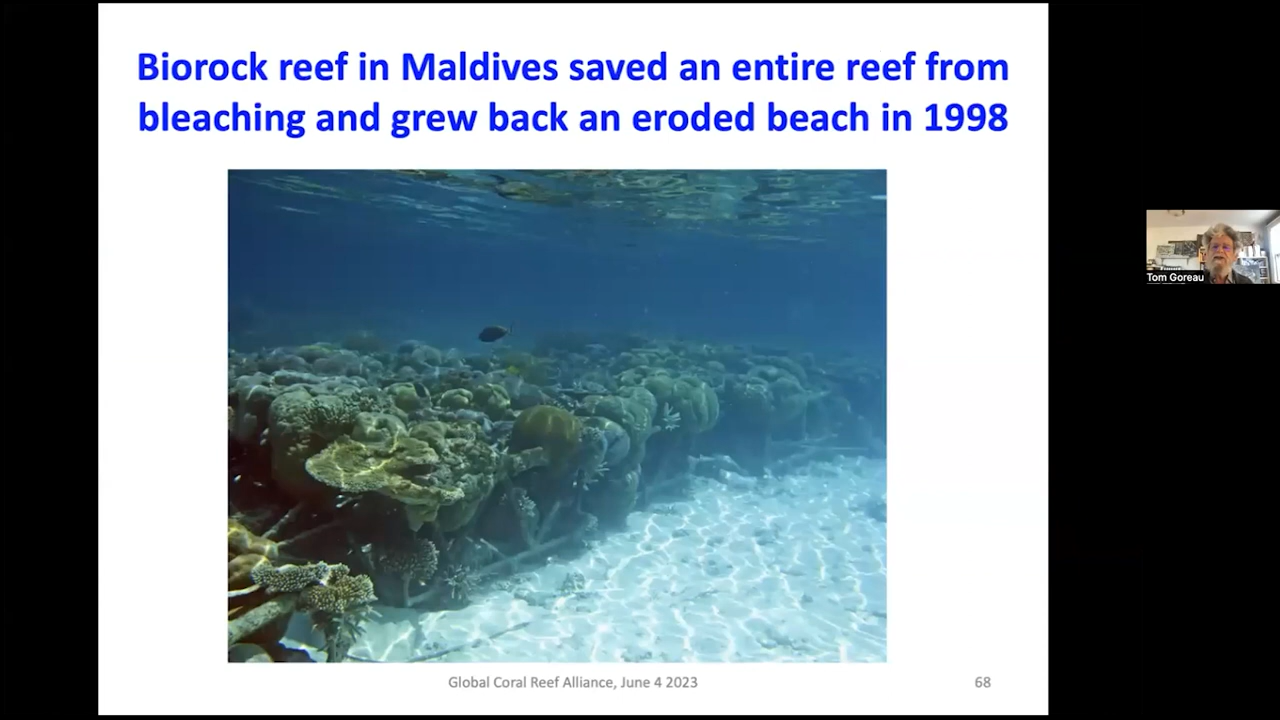 Biorock reef in Maldives saved an entire reef from
bleaching and grew back an eroded beach in 1998
Tom Goreau
Global Coral Reef Alliance, June 4 2023
68